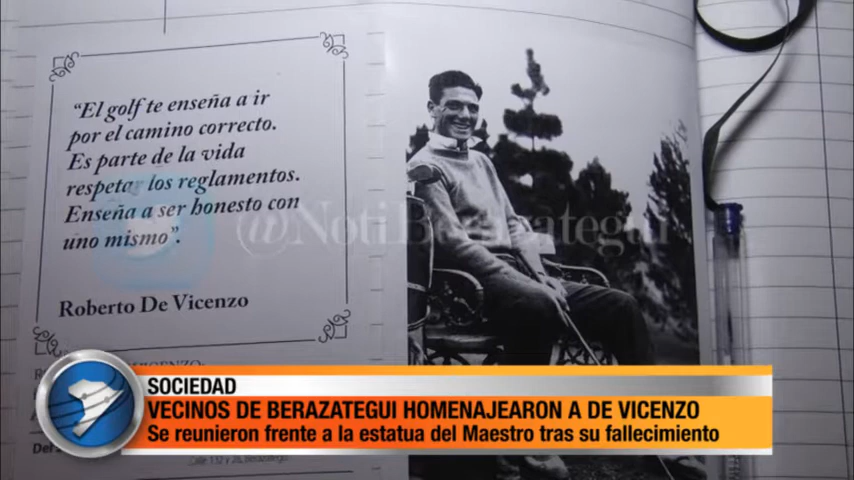 “El golf te enseña a ir
por el camino correcto.
Es parte de la vida
respetar los reglamentos.
Enseña a ser honesto con
uno mismo”.
Roberto De Vicenzo
@NotiBerazategui
SOCIEDAD
VECINOS DE BERAZATEGUI HOMENAJEARON A DE VICENZO
Se reunieron frente a la estatua del Maestro tras su fallecimiento
Del